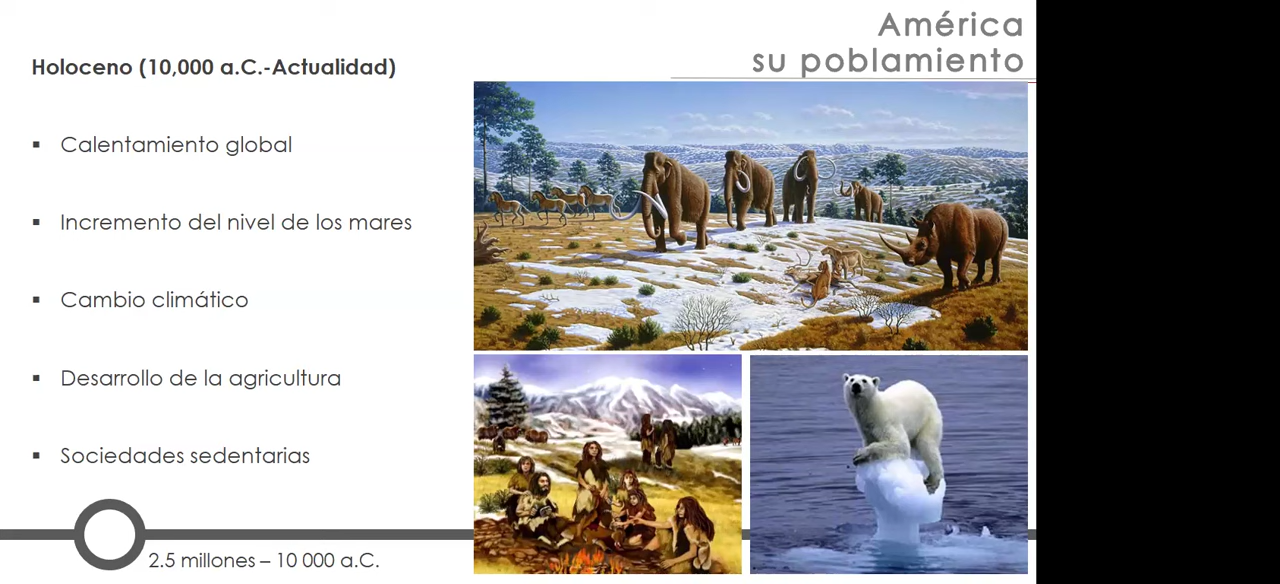 América
su poblamiento
Holoceno (10,000 a.C.-Actualidad)
▪ Calentamiento global
▪ Incremento del nivel de los mares
▪ Cambio climático
▪ Desarrollo de la agricultura
▪ Sociedades sedentarias
2.5 millones – 10 000 a.C.